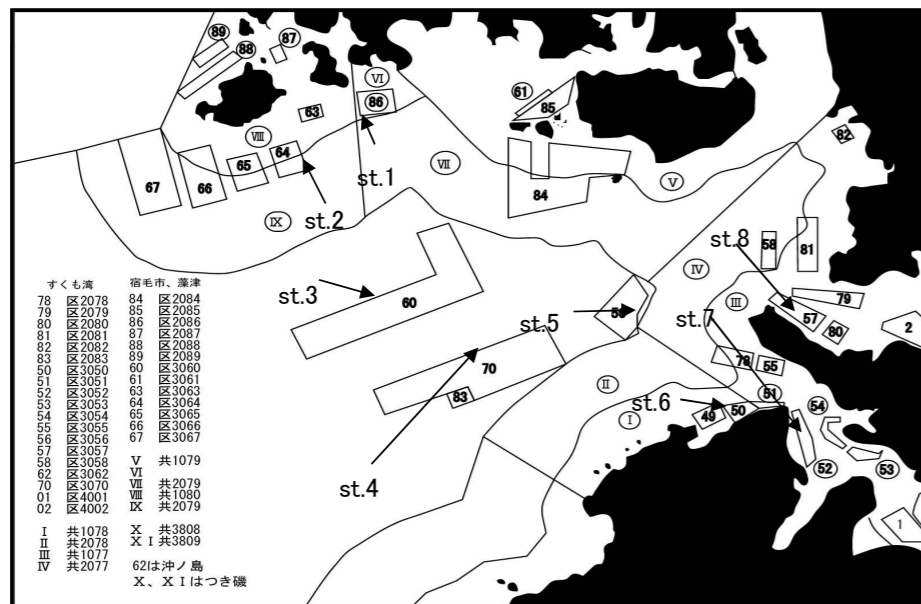 89
88
87
Ⅵ
86
63
Ⅷ
61
85
82
st.1
Ⅶ
64
65
66
67
84
Ⅴ
st.2
Ⅸ
st.8
58
81
Ⅳ
st.3
60
Ⅲ
79
57
80
2
st.5
st.7
78
55
70
83
Ⅱ
st.6
51
49
50
Ⅰ
54
st.4
52
53
1
すくも湾
78 区2078
79 区2079
80 区2080
81 区2081
82 区2082
83 区2083
50 区3050
51 区3051
52 区3052
53 区3053
54 区3054
55 区3055
56 区3056
57 区3057
58 区3058
62 区3062
70 区3070
01 区4001
02 区4002
Ⅰ 共1078
Ⅱ 共2078
Ⅲ 共1077
Ⅳ 共2077
宿毛市、藻津
84 区2084
85 区2085
86 区2086
87 区2087
88 区2088
89 区2089
60 区3060
61 区3061
63 区3063
64 区3064
65 区3065
66 区3066
67 区3067
Ⅴ 共1079
Ⅵ
Ⅶ 共2079
Ⅷ 共1080
Ⅸ 共2079
Ⅹ 共3808
ⅩⅠ共3809
62は沖ノ島
Ⅹ、ⅩⅠはつき磯